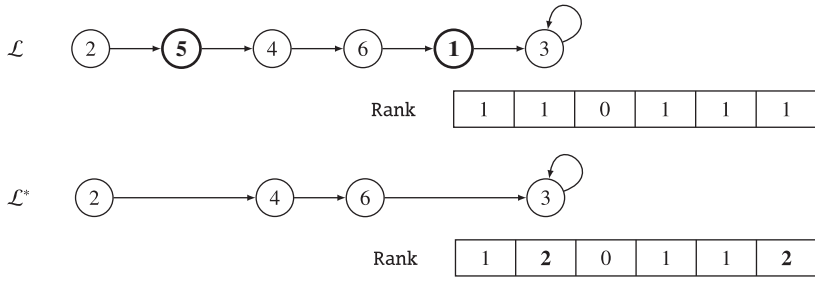 ℒ 2 5 4 6 1 3
Rank 1 1 0 1 1 1
ℒ* 2 4 6 3
Rank 1 2 0 1 1 2